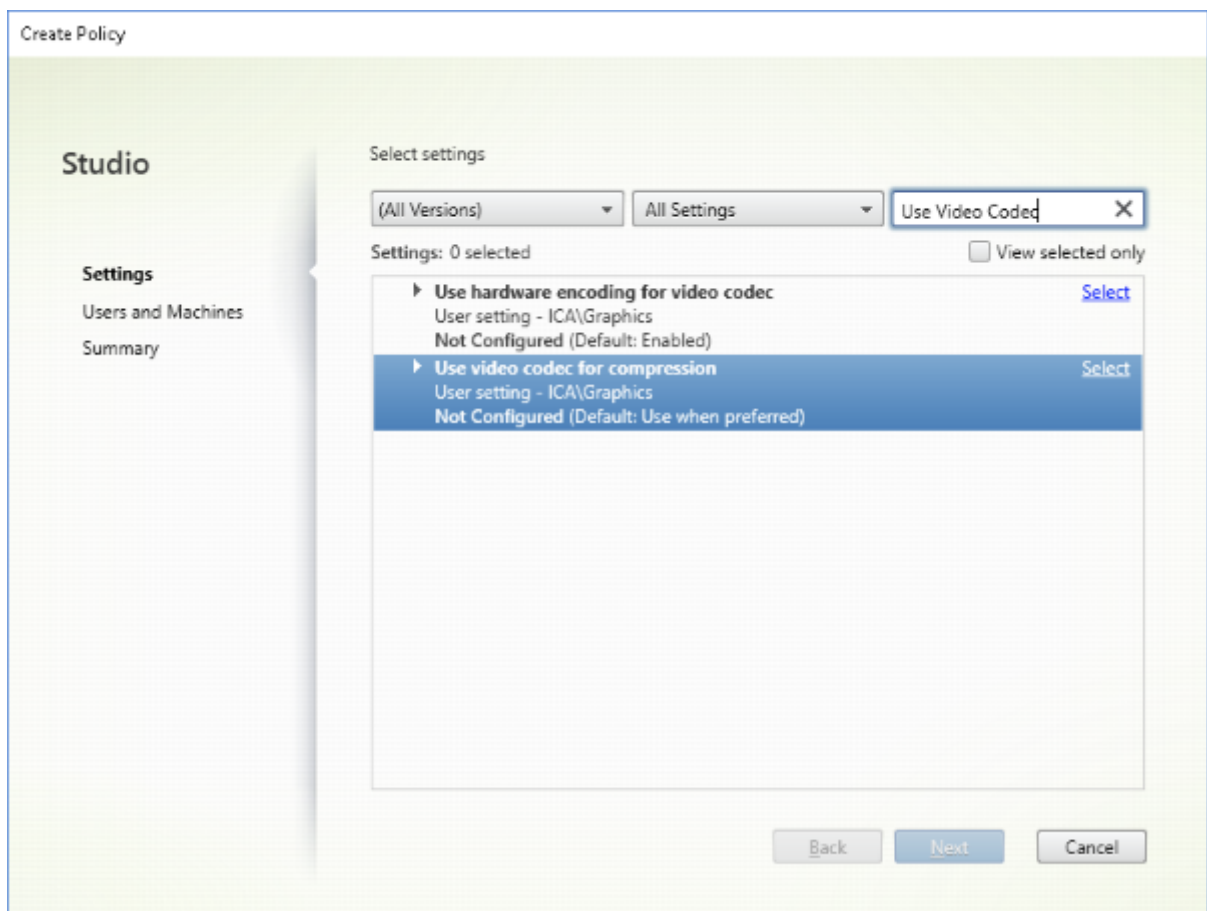 Create Policy
Studio
Settings
Users and Machines
Summary
Select settings
(All Versions)
All Settings
Use Video Codec
Settings: 0 selected
View selected only
Use hardware encoding for video codec
Select
User setting - ICA\Graphics
Not Configured (Default: Enabled)
Use video codec for compression
Select
User setting - ICA\Graphics
Not Configured (Default: Use when preferred)
Back
Next
Cancel